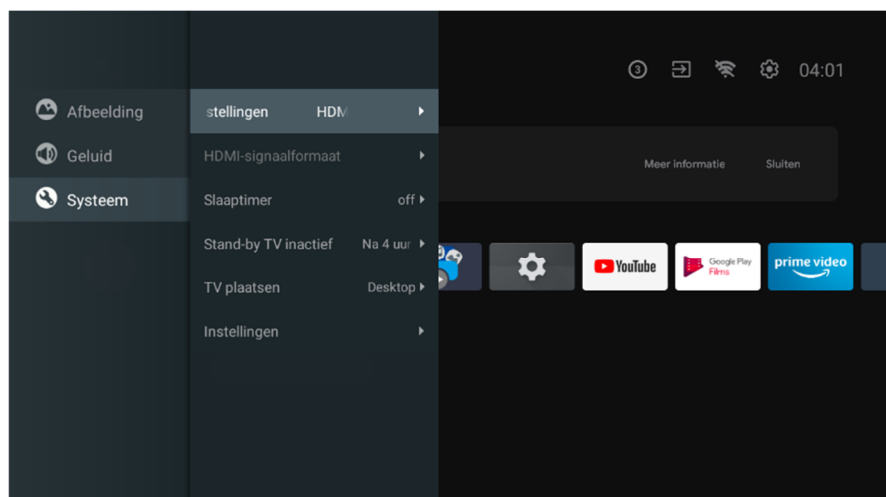 3
04:01
Afbeelding
Geluid
Systeem
stellingen HDM
HDMI-signaalformaat
Slaaptimer off
Stand-by TV inactief Na 4 uur
TV plaatsen Desktop
Instellingen
Meer informatie Sluiten
YouTube
Google Play
Films
prime video